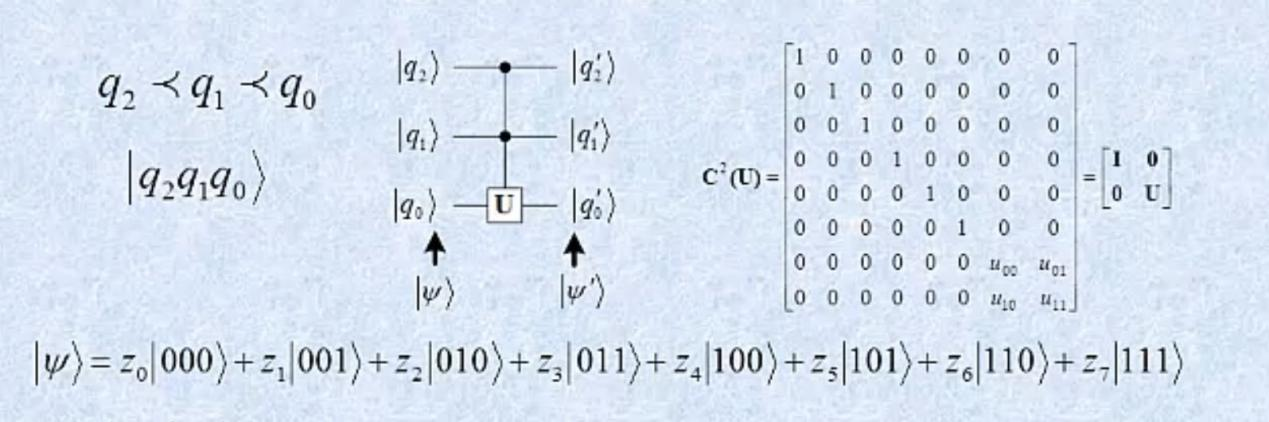 q₂ ≺ q₁ ≺ q₀
|q₂q₁q₀⟩
|q₂⟩ |q₂′⟩
|q₁⟩ |q₁′⟩
|q₀⟩ U |q₀′⟩
|ψ⟩ |ψ′⟩
C²(U) =
1 0 0 0 0 0 0 0
0 1 0 0 0 0 0 0
0 0 1 0 0 0 0 0
0 0 0 1 0 0 0 0
0 0 0 0 1 0 0 0
0 0 0 0 0 1 0 0
0 0 0 0 0 0 u₀₀ u₀₁
0 0 0 0 0 0 u₁₀ u₁₁
=
1 0
0 U
|ψ⟩ = z₀|000⟩ + z₁|001⟩ + z₂|010⟩ + z₃|011⟩ + z₄|100⟩ + z₅|101⟩ + z₆|110⟩ + z₇|111⟩